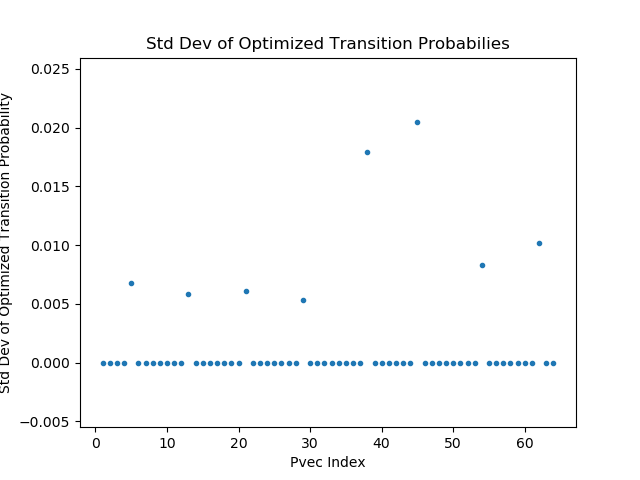 Std Dev of Optimized Transition Probabilies
Std Dev of Optimized Transition Probability
0.025
0.020
0.015
0.010
0.005
0.000
−0.005
0 10 20 30 40 50 60
Pvec Index